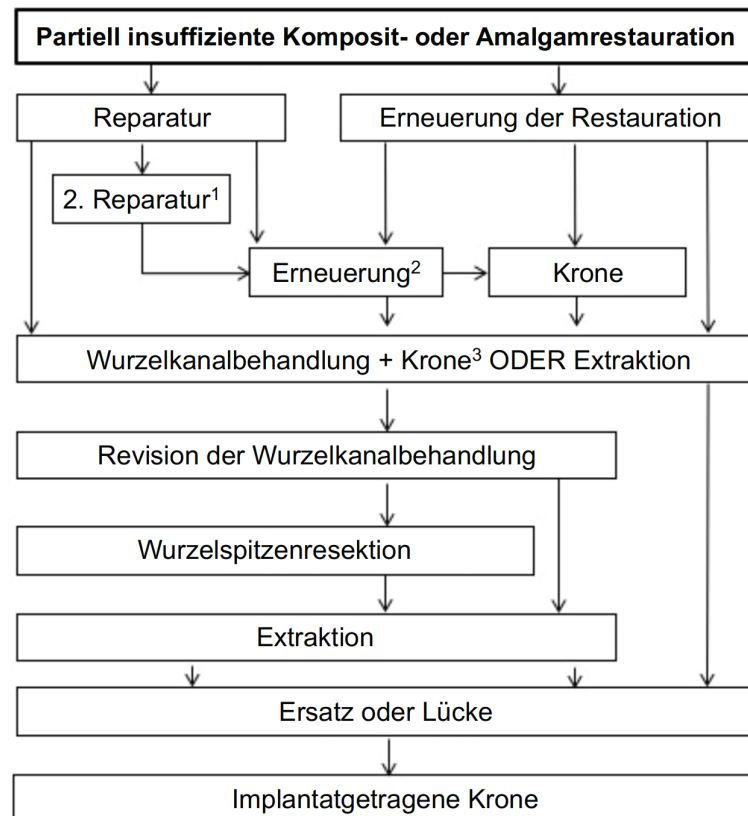 Partiell insuffiziente Komposit- oder Amalgamrestauration
Reparatur
Erneuerung der Restauration
2. Reparatur¹
Erneuerung²
Krone
Wurzelkanalbehandlung + Krone³ ODER Extraktion
Revision der Wurzelkanalbehandlung
Wurzelspitzenresektion
Extraktion
Ersatz oder Lücke
Implantatgetragene Krone